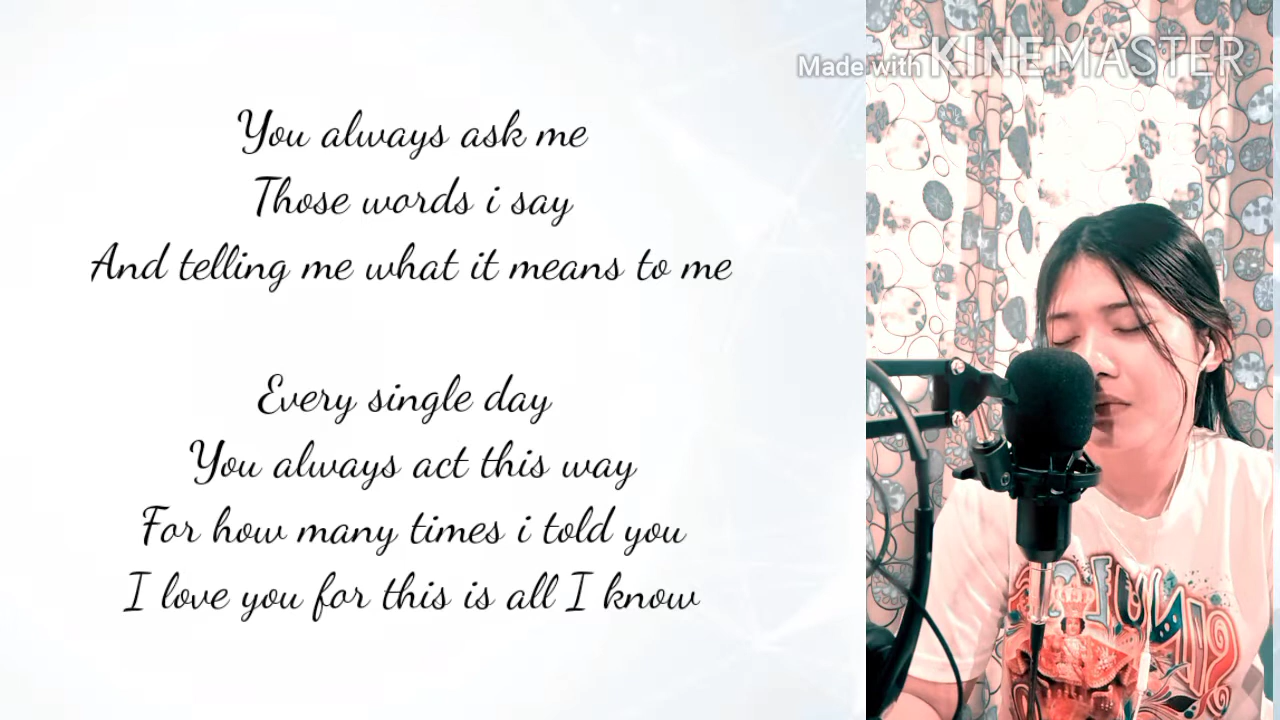 Made with KINEMASTER
You always ask me
Those words i say
And telling me what it means to me
Every single day
You always act this way
For how many times i told you
I love you for this is all I know